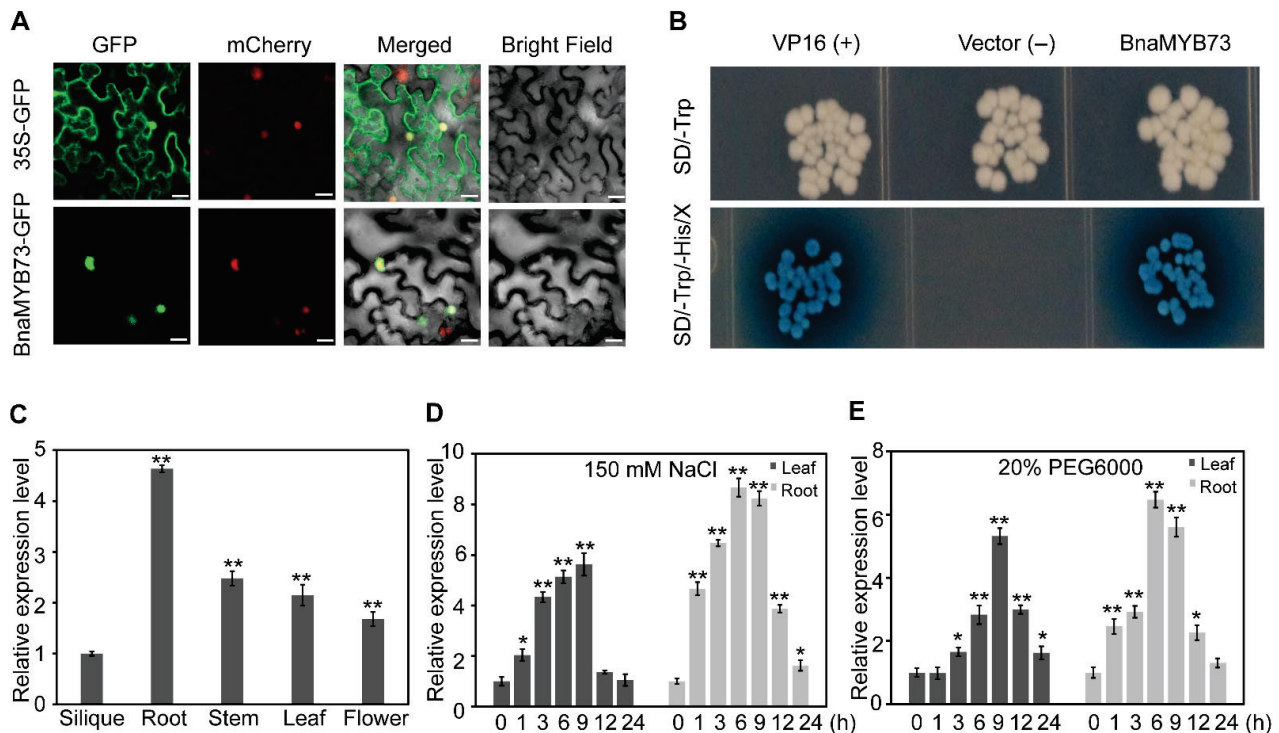 A
GFP mCherry Merged Bright Field
35S-GFP
BnaMYB73-GFP
B
VP16 (+) Vector (–) BnaMYB73
SD/-Trp
SD/-Trp/-His/X
C
Relative expression level
5
4
3
2
1
0
** ** ** **
Silique Root Stem Leaf Flower
D
Relative expression level
10
8
6
4
2
0
150 mM NaCl
Leaf
Root
* ** ** ** ** ** ** ** ** *
0 1 3 6 9 12 24 0 1 3 6 9 12 24 (h)
E
Relative expression level
8
6
4
2
0
20% PEG6000
Leaf
Root
* ** ** ** * ** ** ** ** *
0 1 3 6 9 12 24 0 1 3 6 9 12 24 (h)